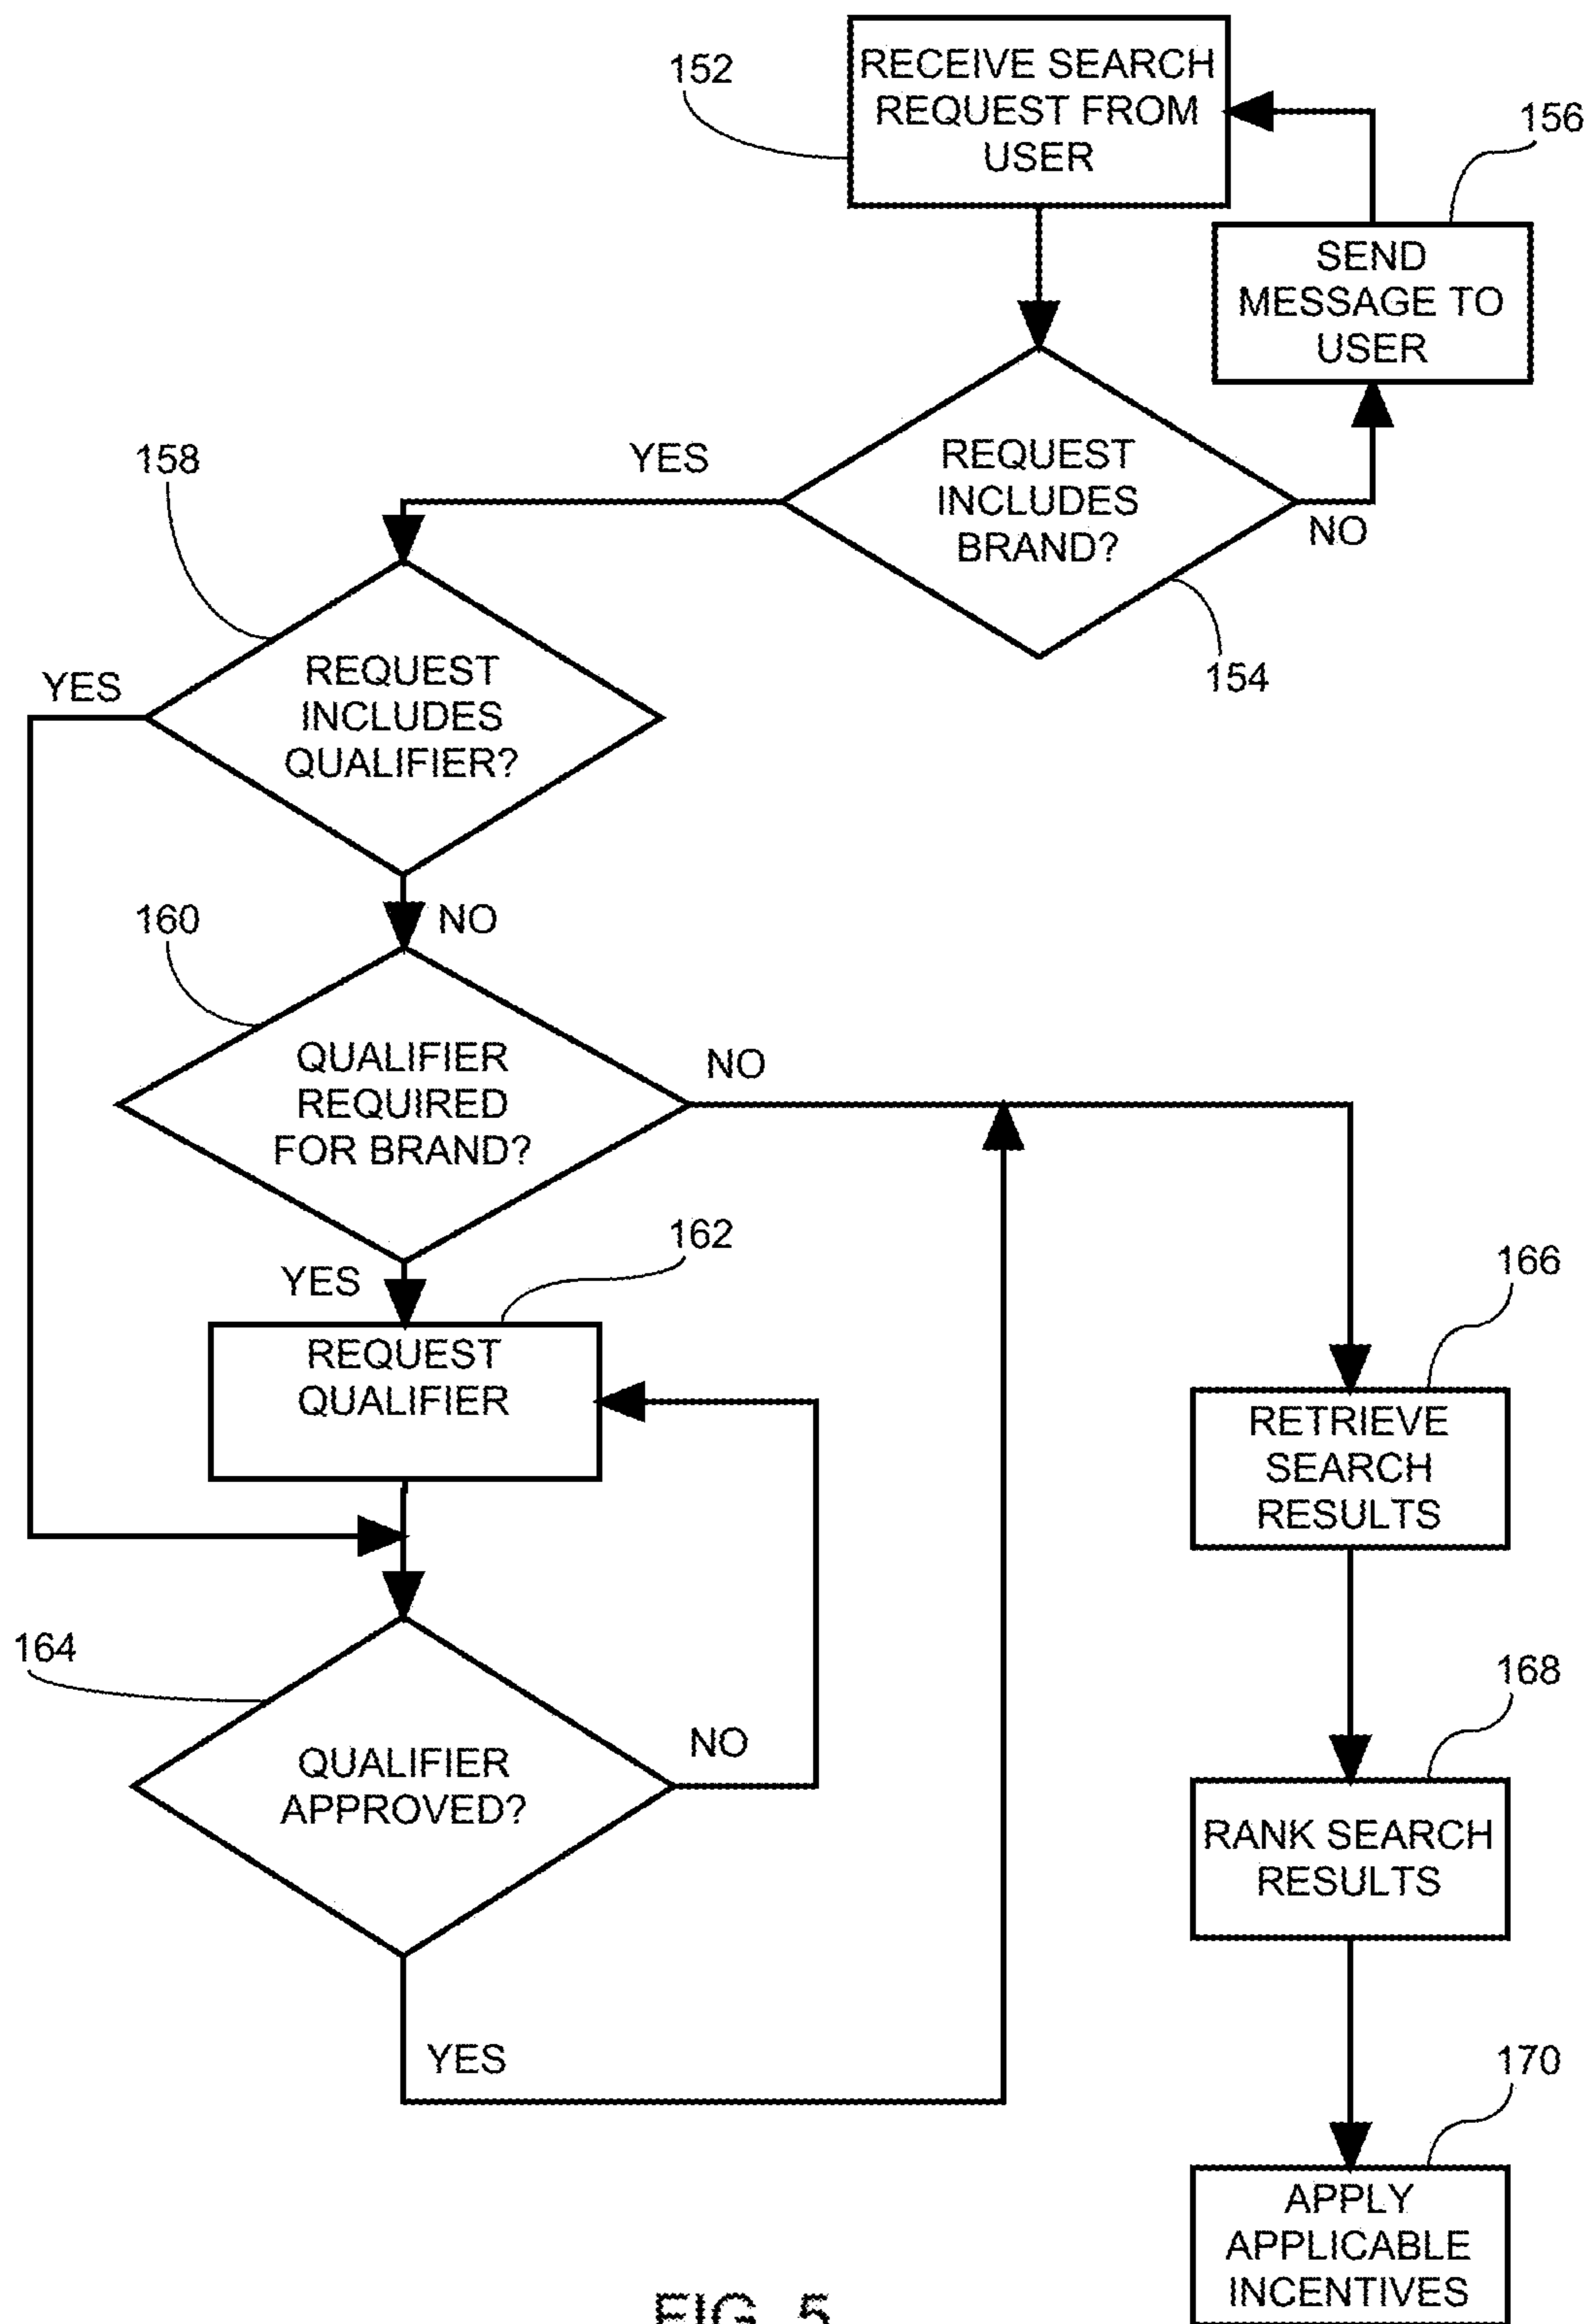 152
RECEIVE SEARCH
REQUEST FROM
USER
156
SEND
MESSAGE TO
USER
YES
REQUEST
INCLUDES
BRAND?
NO
154
158
YES
REQUEST
INCLUDES
QUALIFIER?
NO
160
QUALIFIER
REQUIRED
FOR BRAND?
NO
162
YES
REQUEST
QUALIFIER
166
RETRIEVE
SEARCH
RESULTS
164
QUALIFIER
APPROVED?
NO
168
RANK SEARCH
RESULTS
YES
170
APPLY
APPLICABLE
INCENTIVES
FIG. 5